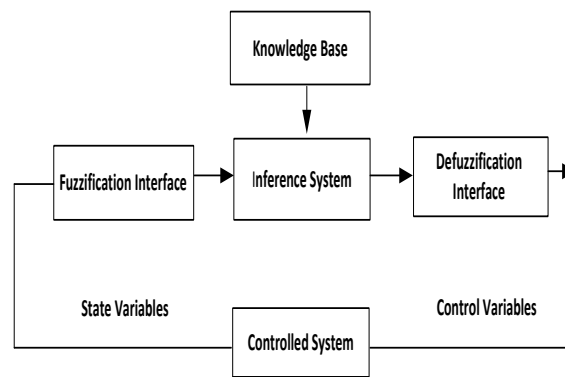 Knowledge Base
Fuzzification Interface
Inference System
Defuzzification
Interface
State Variables
Control Variables
Controlled System